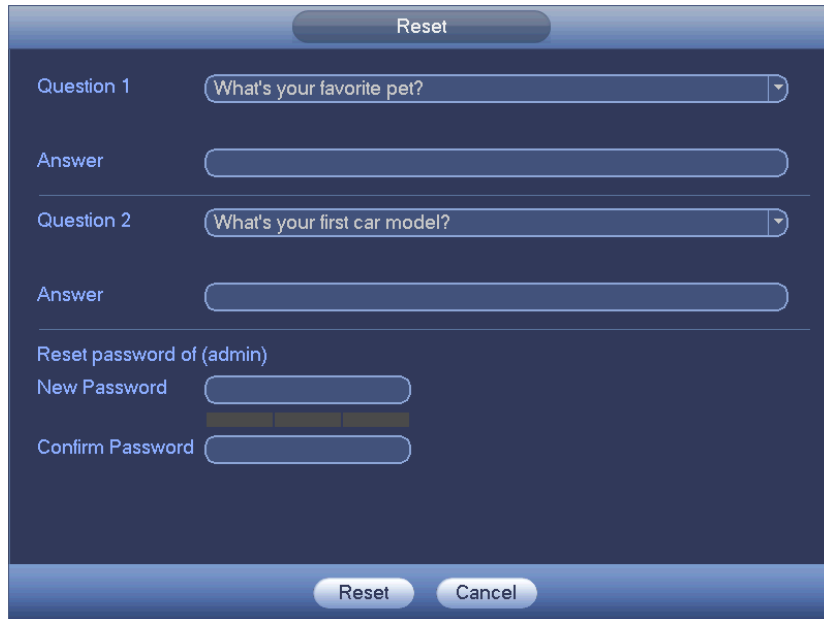 Reset
Question 1 What's your favorite pet?
Answer
Question 2 What's your first car model?
Answer
Reset password of (admin)
New Password
Confirm Password
Reset Cancel